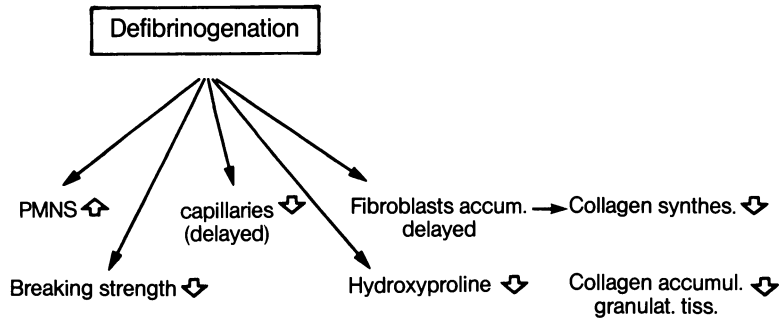 Defibrinogenation
PMNS
capillaries
(delayed)
Fibroblasts accum.
delayed
Collagen synthes.
Breaking strength
Hydroxyproline
Collagen accumul.
granulat. tiss.